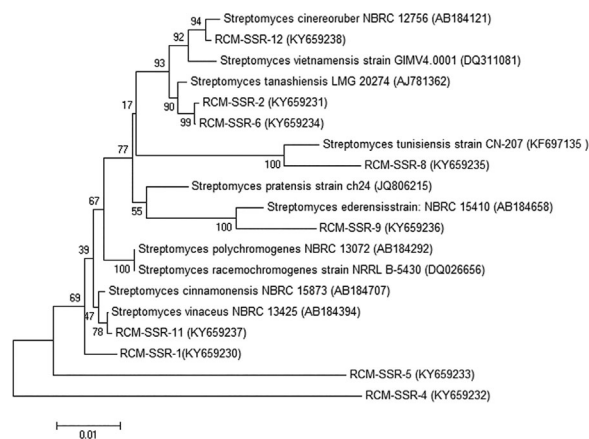 Streptomyces cinereoruber NBRC 12756 (AB184121)
94
RCM-SSR-12 (KY659238)
92
Streptomyces vietnamensis strain GIMV4.0001 (DQ311081)
93
Streptomyces tanashiensis LMG 20274 (AJ781362)
90
RCM-SSR-2 (KY659231)
99
RCM-SSR-6 (KY659234)
17
Streptomyces tunisiensis strain CN-207 (KF697135 )
100
RCM-SSR-8 (KY659235)
77
Streptomyces pratensis strain ch24 (JQ806215)
55
Streptomyces ederensisstrain: NBRC 15410 (AB184658)
100
RCM-SSR-9 (KY659236)
67
Streptomyces polychromogenes NBRC 13072 (AB184292)
100
Streptomyces racemochromogenes strain NRRL B-5430 (DQ026656)
39
Streptomyces cinnamonensis NBRC 15873 (AB184707)
69
47
Streptomyces vinaceus NBRC 13425 (AB184394)
78
RCM-SSR-11 (KY659237)
RCM-SSR-1(KY659230)
RCM-SSR-5 (KY659233)
RCM-SSR-4 (KY659232)
0.01